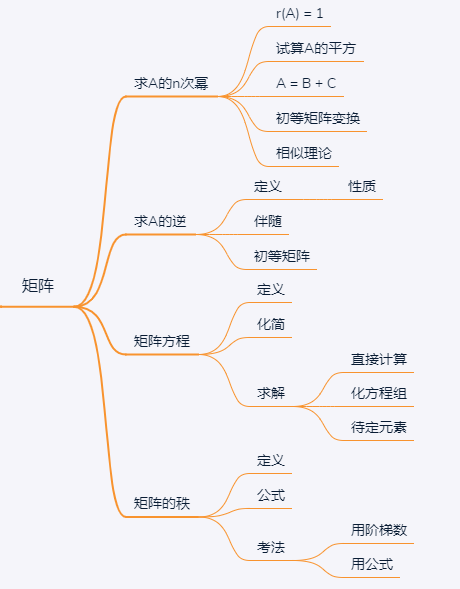 矩阵
求A的n次幂
r(A) = 1
试算A的平方
A = B + C
初等矩阵变换
相似理论
求A的逆
定义
性质
伴随
初等矩阵
矩阵方程
定义
化简
求解
直接计算
化方程组
待定元素
矩阵的秩
定义
公式
考法
用阶梯数
用公式